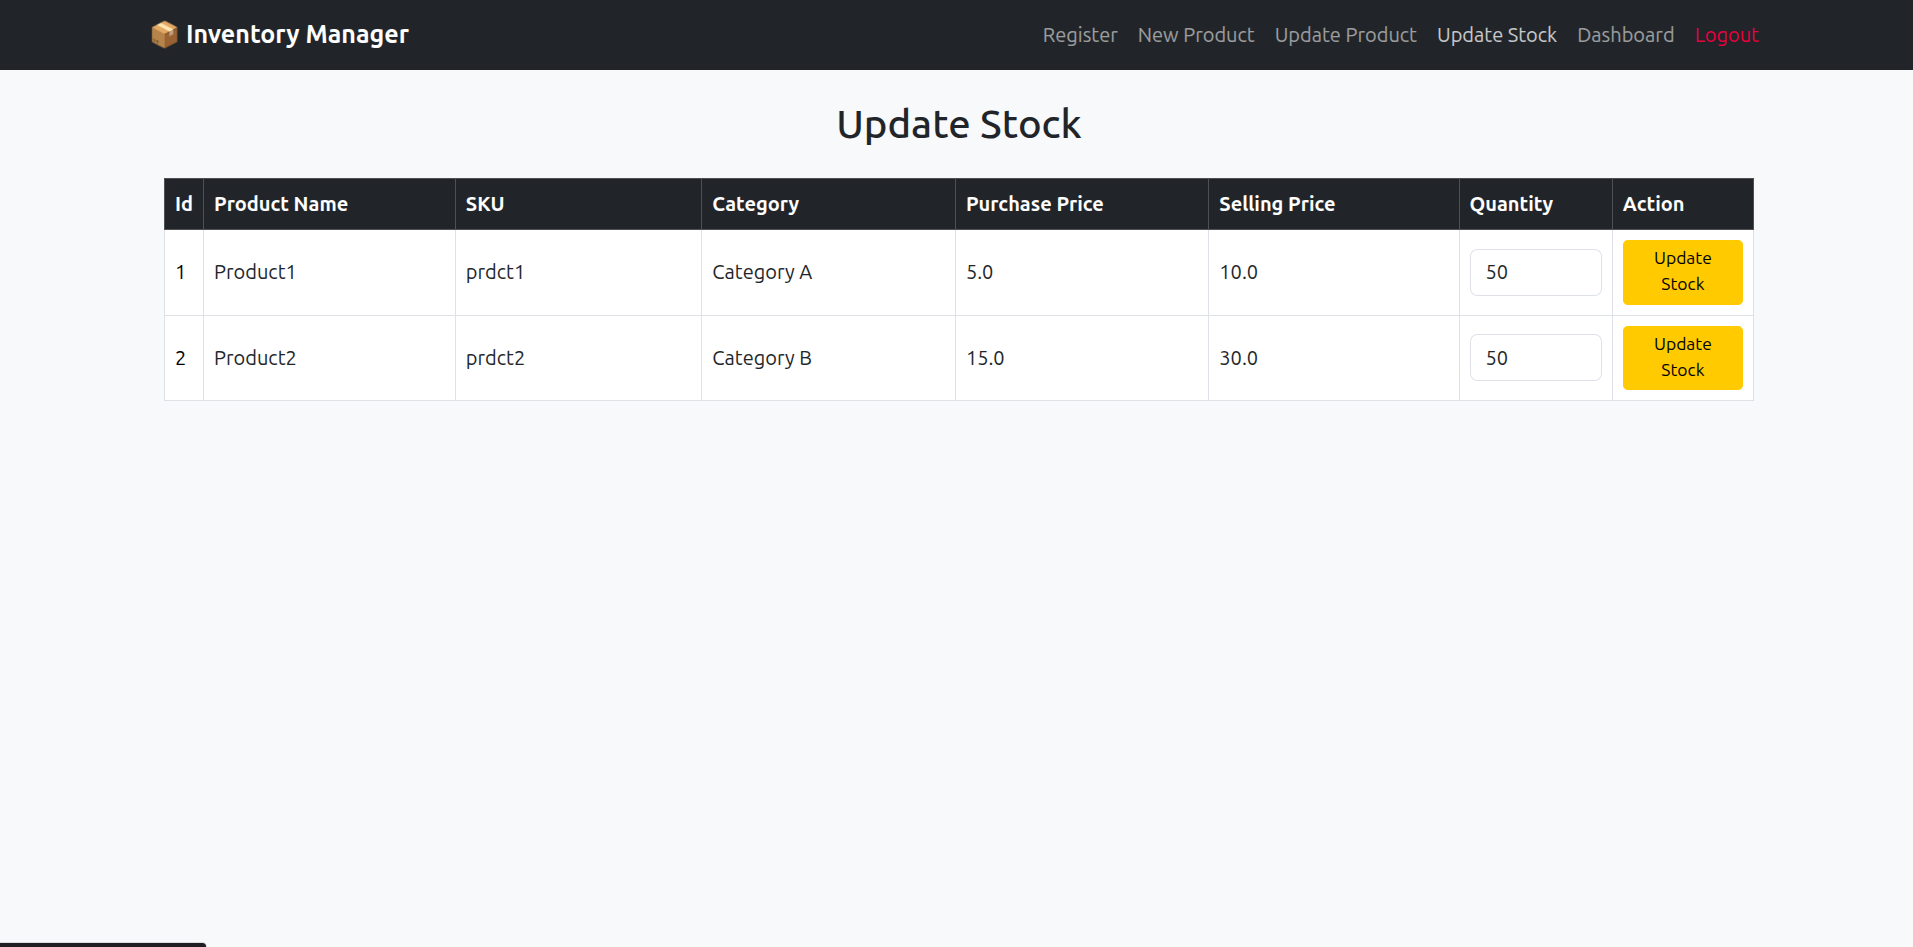 📦 Inventory Manager Register New Product Update Product Update Stock Dashboard Logout
Update Stock
Id Product Name SKU Category Purchase Price Selling Price Quantity Action
1 Product1 prdct1 Category A 5.0 10.0 50 Update
Stock
2 Product2 prdct2 Category B 15.0 30.0 50 Update
Stock